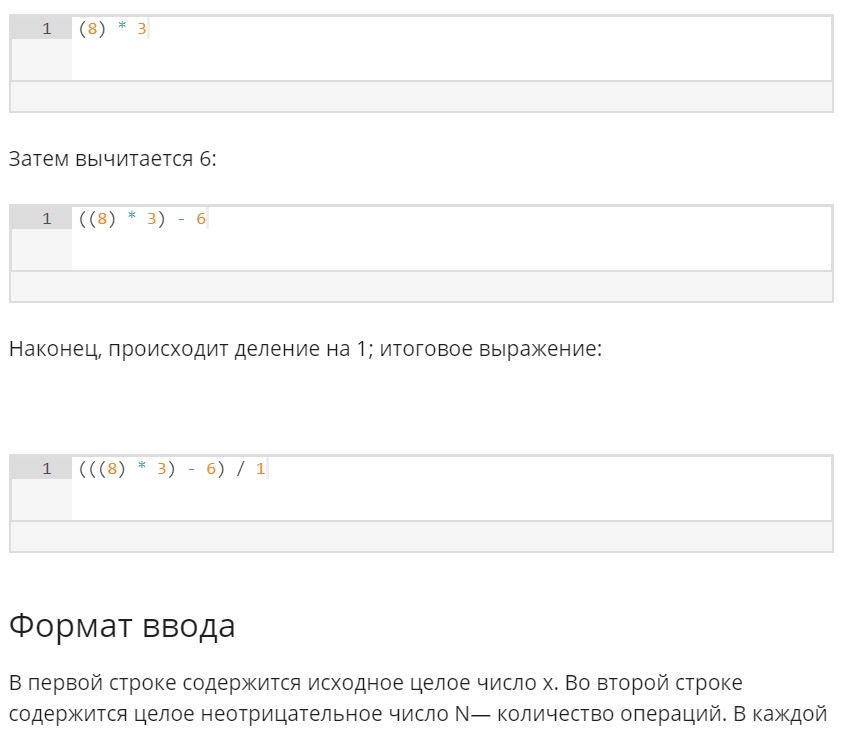 1 (8) * 3
Затем вычитается 6:
1 ((8) * 3) - 6
Наконец, происходит деление на 1; итоговое выражение:
1 (((8) * 3) - 6) / 1
Формат ввода
В первой строке содержится исходное целое число x. Во второй строке
содержится целое неотрицательное число N— количество операций. В каждой